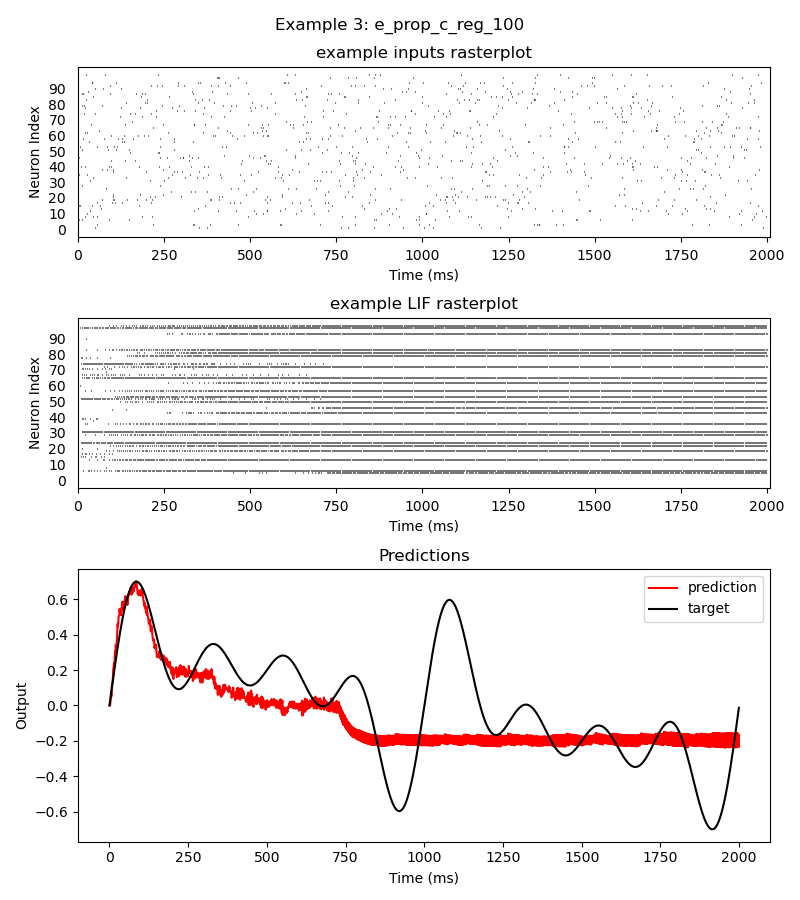 Example 3: e_prop_c_reg_100
example inputs rasterplot
Neuron Index
90
80
70
60
50
40
30
20
10
0
0 250 500 750 1000 1250 1500 1750 2000
Time (ms)
example LIF rasterplot
Neuron Index
90
80
70
60
50
40
30
20
10
0
0 250 500 750 1000 1250 1500 1750 2000
Time (ms)
Predictions
prediction
target
Output
0.6
0.4
0.2
0.0
−0.2
−0.4
−0.6
0 250 500 750 1000 1250 1500 1750 2000
Time (ms)